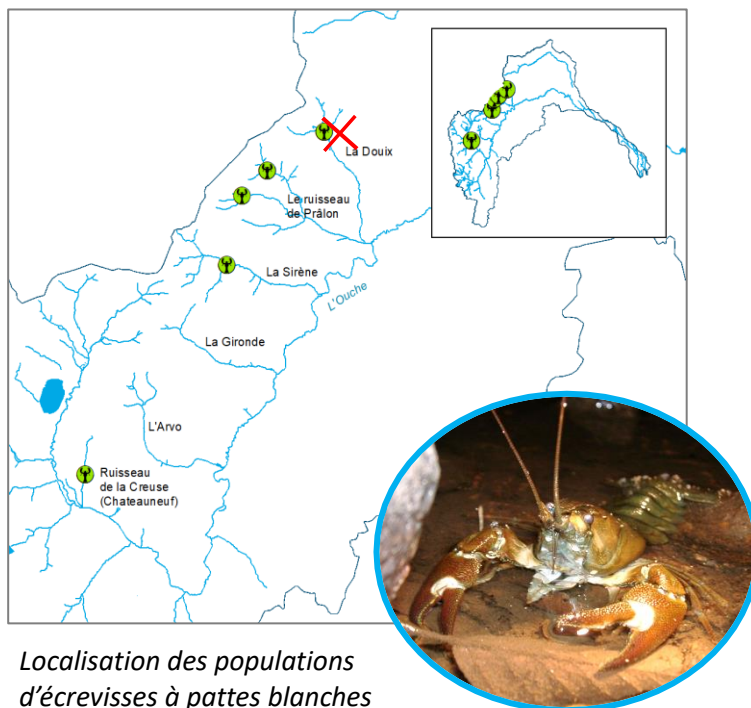 La Douix
Le ruisseau
de Prâlon
La Sirène
L'Ouche
La Gironde
L'Arvo
Ruisseau
de la Creuse
(Chateauneuf)
Localisation des populations
d'écrevisses à pattes blanches